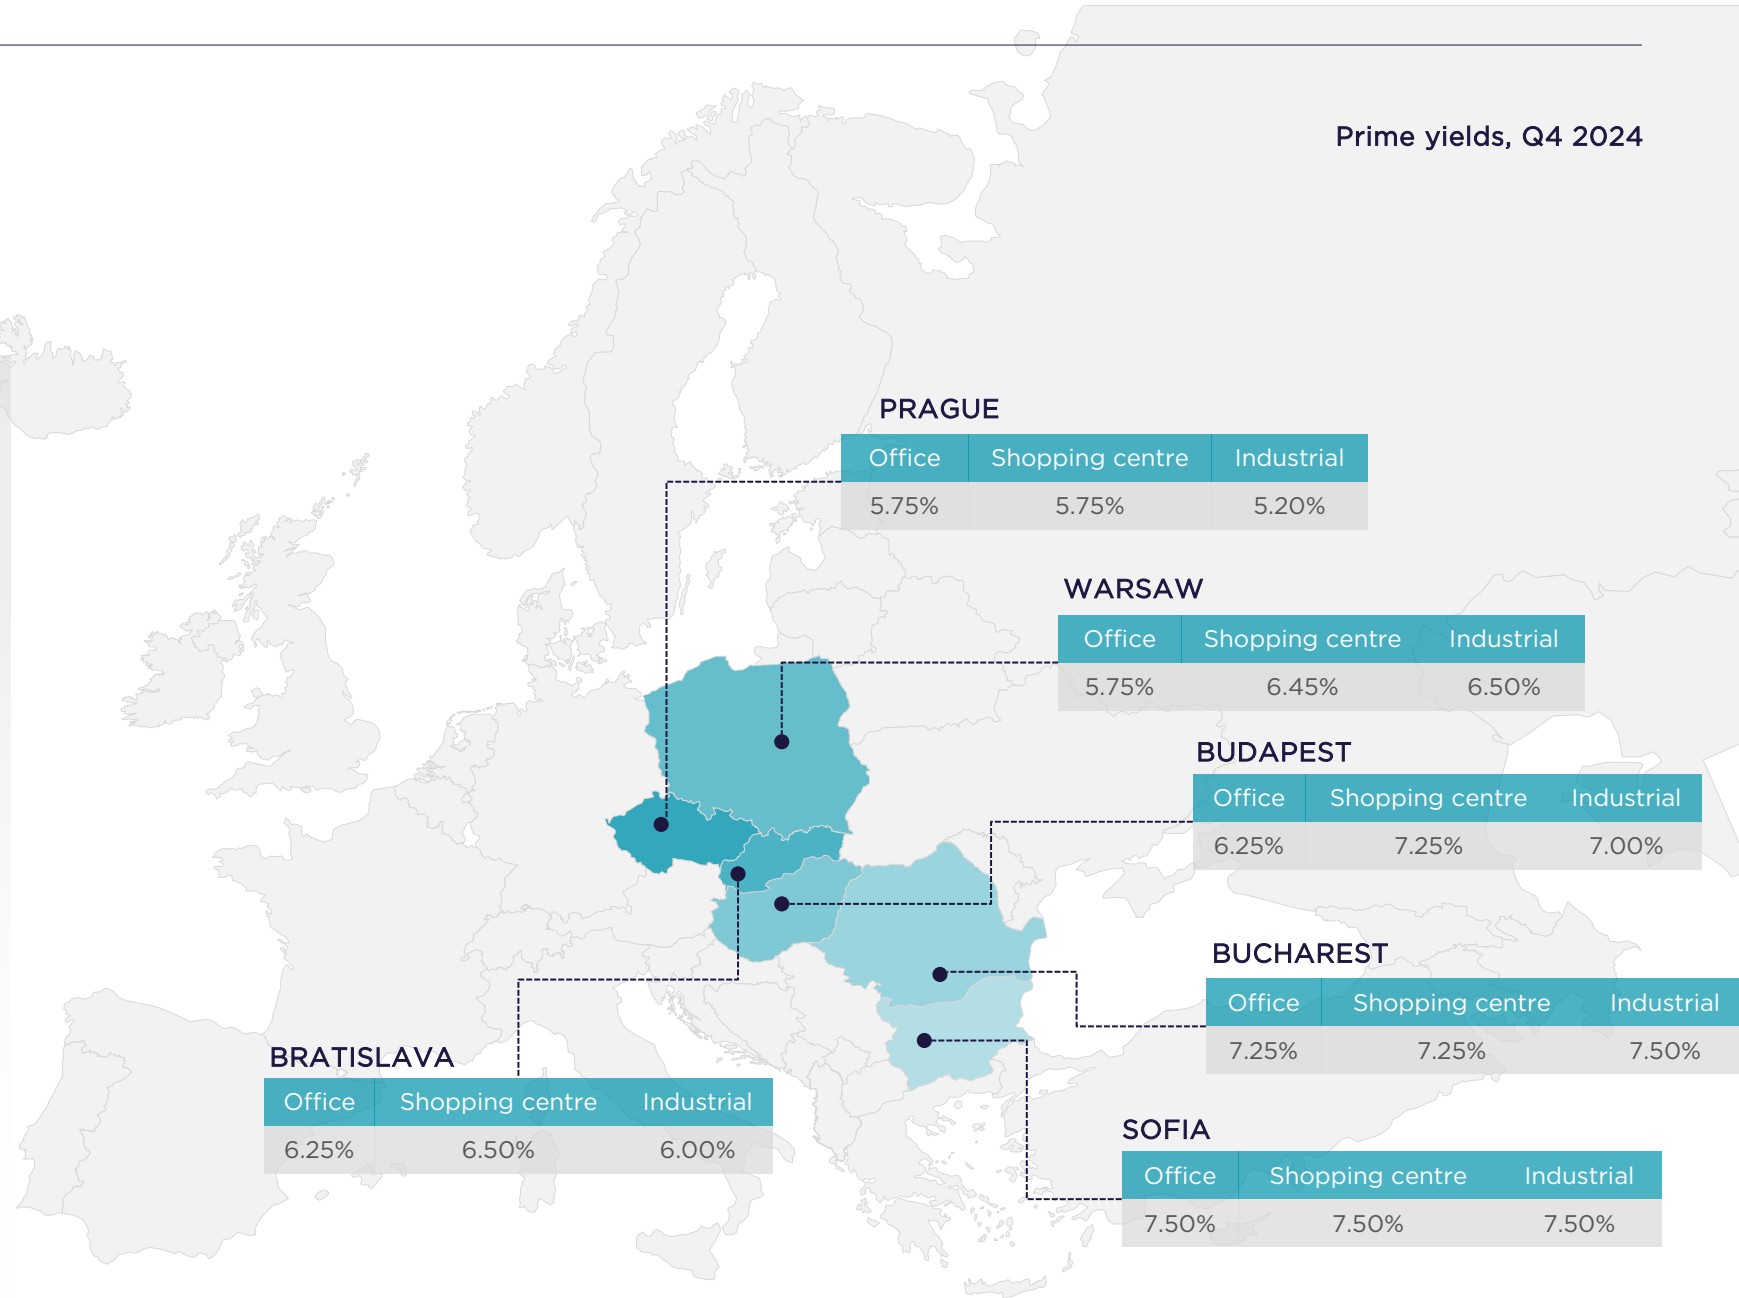 Prime yields, Q4 2024
PRAGUE
Office Shopping centre Industrial
5.75% 5.75% 5.20%
WARSAW
Office Shopping centre Industrial
5.75% 6.45% 6.50%
BUDAPEST
Office Shopping centre Industrial
6.25% 7.25% 7.00%
BUCHAREST
Office Shopping centre Industrial
7.25% 7.25% 7.50%
BRATISLAVA
Office Shopping centre Industrial
6.25% 6.50% 6.00%
SOFIA
Office Shopping centre Industrial
7.50% 7.50% 7.50%